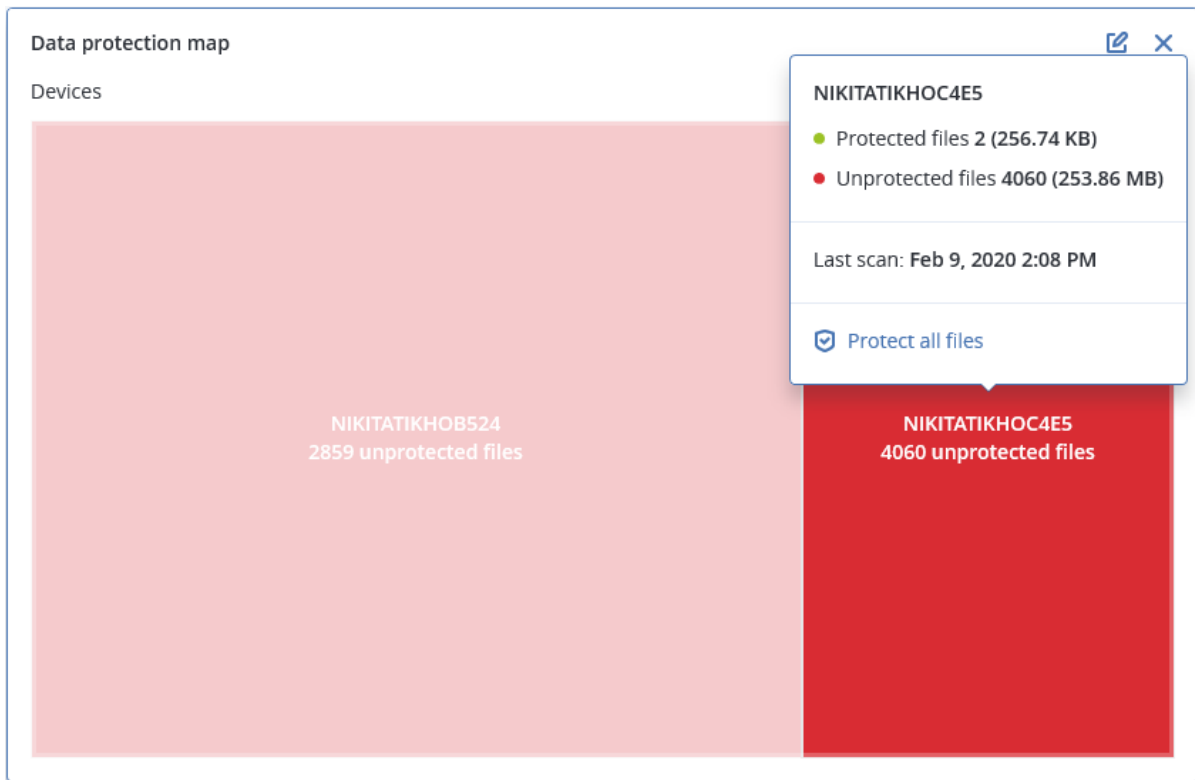 Data protection map
Devices
NIKITATIKHOC4E5
Protected files 2 (256.74 KB)
Unprotected files 4060 (253.86 MB)
Last scan: Feb 9, 2020 2:08 PM
Protect all files
NIKITATIKHOB524
2859 unprotected files
NIKITATIKHOC4E5
4060 unprotected files